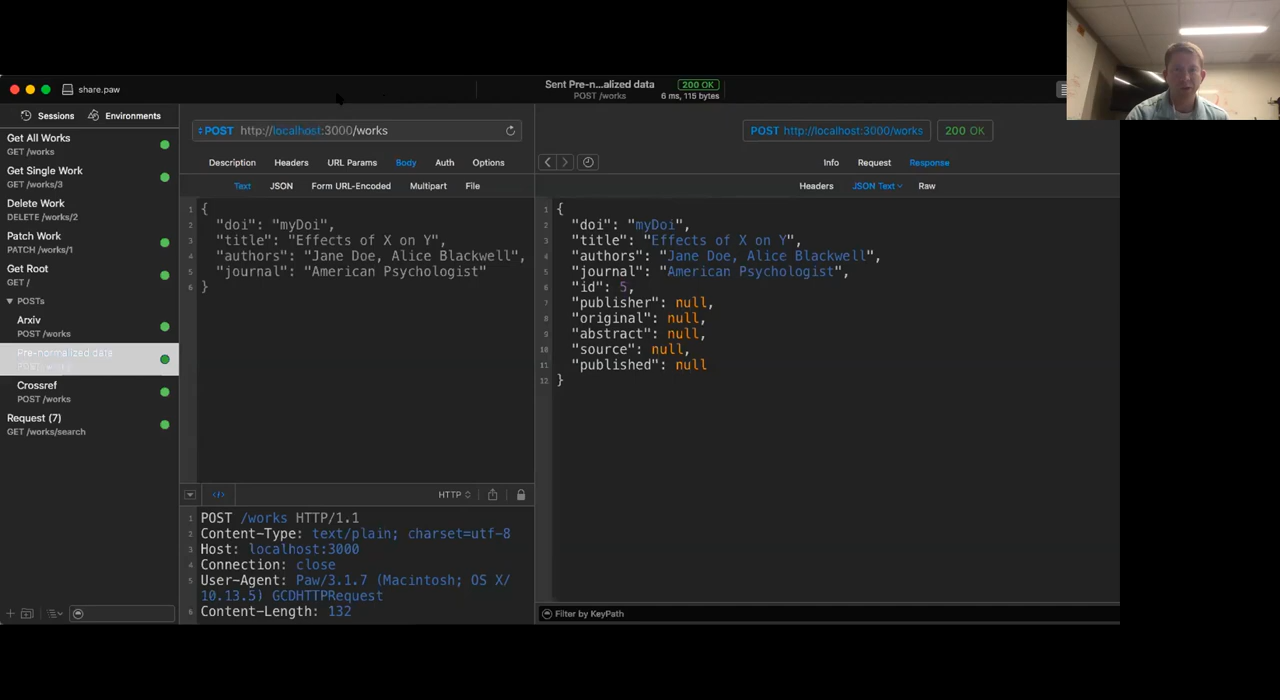 share.paw
Sent Pre-n...alized data
POST /works
200 OK
6 ms, 115 bytes
Sessions
Environments
Get All Works
GET /works
Get Single Work
GET /works/3
Delete Work
DELETE /works/2
Patch Work
PATCH /works/1
Get Root
GET /
POSTs
Arxiv
POST /works
Pre-normalized data
Crossref
POST /works
Request (7)
GET /works/search
POST http://localhost:3000/works
Description Headers URL Params Body Auth Options
Text JSON Form URL-Encoded Multipart File
1 {
2 "doi": "myDoi",
3 "title": "Effects of X on Y",
4 "authors": "Jane Doe, Alice Blackwell",
5 "journal": "American Psychologist"
6 }
HTTP
1 POST /works HTTP/1.1
2 Content-Type: text/plain; charset=utf-8
3 Host: localhost:3000
4 Connection: close
5 User-Agent: Paw/3.1.7 (Macintosh; OS X/
10.13.5) GCDHTTPRequest
6 Content-Length: 132
POST http://localhost:3000/works 200 OK
Info Request Response
Headers JSON Text Raw
1 {
2 "doi": "myDoi",
3 "title": "Effects of X on Y",
4 "authors": "Jane Doe, Alice Blackwell",
5 "journal": "American Psychologist",
6 "id": 5,
7 "publisher": null,
8 "original": null,
9 "abstract": null,
10 "source": null,
11 "published": null
12 }
Filter by KeyPath